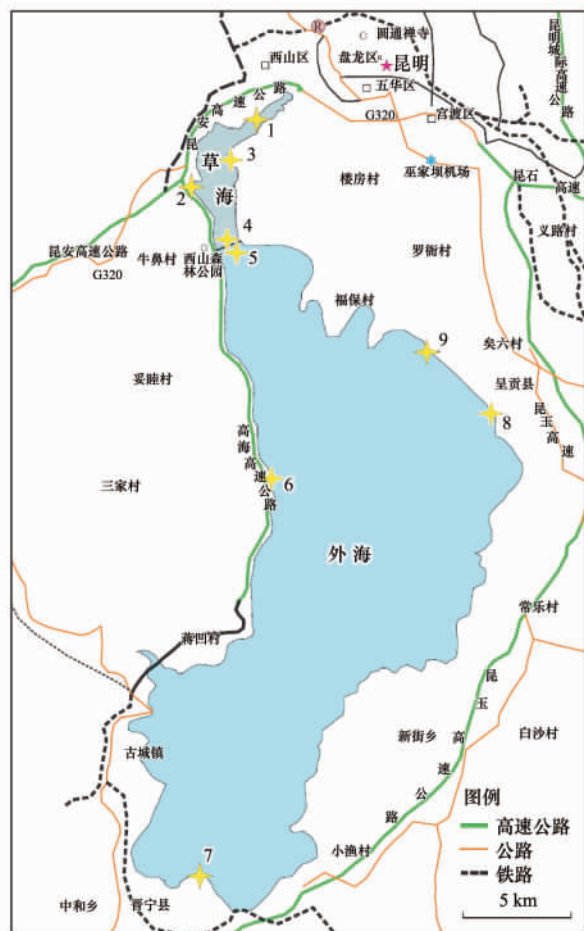 圆通禅寺
昆明城际高速公路
西山区
盘龙区
昆明
五华区
G320
官渡区
昆安高速公路
1
草海
3
巫家坝机场
楼房村
昆石高速
2
义路村
4
昆安高速公路
G320
牛鼻村
西山森
林公园
5
罗衙村
福保村
9
矣六村
呈贡县
妥睦村
8
昆玉高速
高海高速公路
6
三家村
外海
常乐村
蒋凹村
昆玉高速公路
新街乡
白沙村
古城镇
图例
高速公路
公路
铁路
5 km
小渔村
7
中和乡
晋宁县